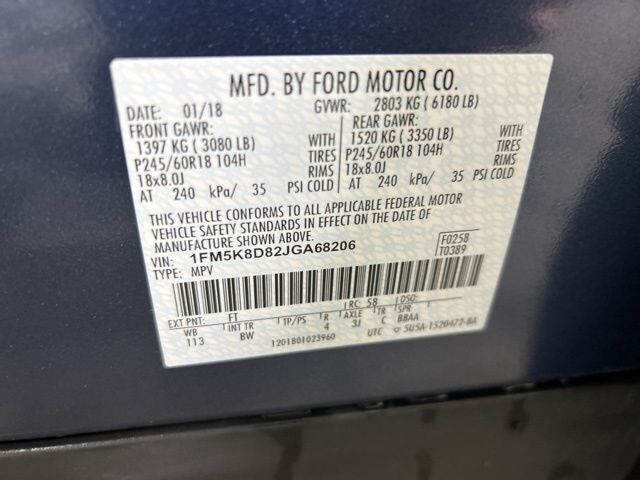 MFD. BY FORD MOTOR CO.
DATE: 01/18 GVWR: 2803 KG ( 6180 LB)
FRONT GAWR: REAR GAWR:
1397 KG ( 3080 LB) WITH 1520 KG ( 3350 LB) WITH
P245/60R18 104H TIRES P245/60R18 104H TIRES
18x8.0J RIMS 18x8.0J RIMS
AT 240 kPa/ 35 PSI COLD AT 240 kPa/ 35 PSI COLD
THIS VEHICLE CONFORMS TO ALL APPLICABLE FEDERAL MOTOR
VEHICLE SAFETY STANDARDS IN EFFECT ON THE DATE OF
MANUFACTURE SHOWN ABOVE.
VIN: 1FM5K8D82JGA68206 F0258
TYPE: MPV T0389
EXT PNT: FT RC: 58 DSO:
WB INT TR TP/PS R AXLE TR SPR
113 BW 4 3J C BBAA
1201801023960 UTC 5U5A-1520472-BA